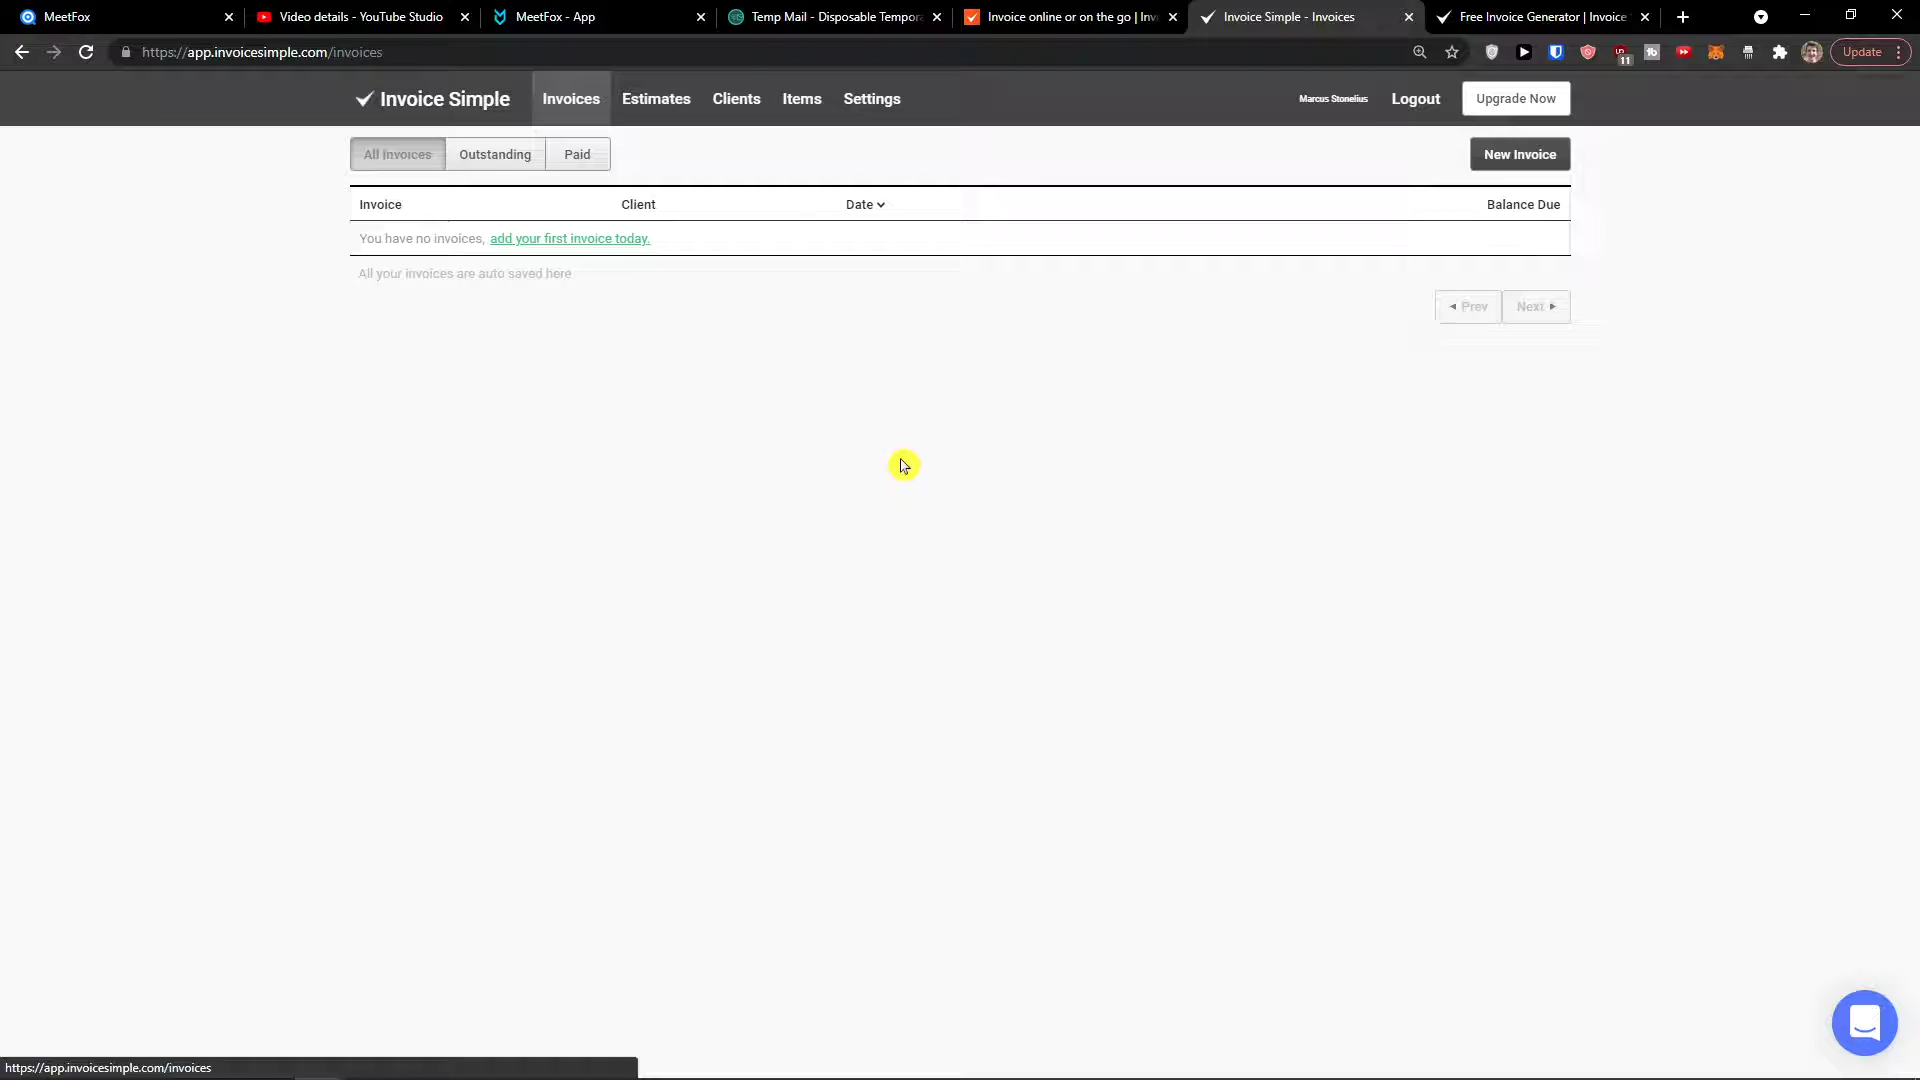 MeetFox
Video details - YouTube Studio
MeetFox - App
Temp Mail - Disposable Tempora
Invoice online or on the go | Inv
Invoice Simple - Invoices
Free Invoice Generator | Invoice
https://app.invoicesimple.com/invoices
11
Update
Invoice Simple
Invoices
Estimates
Clients
Items
Settings
Marcus Stonelius
Logout
Upgrade Now
All Invoices
Outstanding
Paid
New Invoice
Invoice
Client
Date
Balance Due
You have no invoices, add your first invoice today.
All your invoices are auto saved here
Prev
Next
https://app.invoicesimple.com/invoices